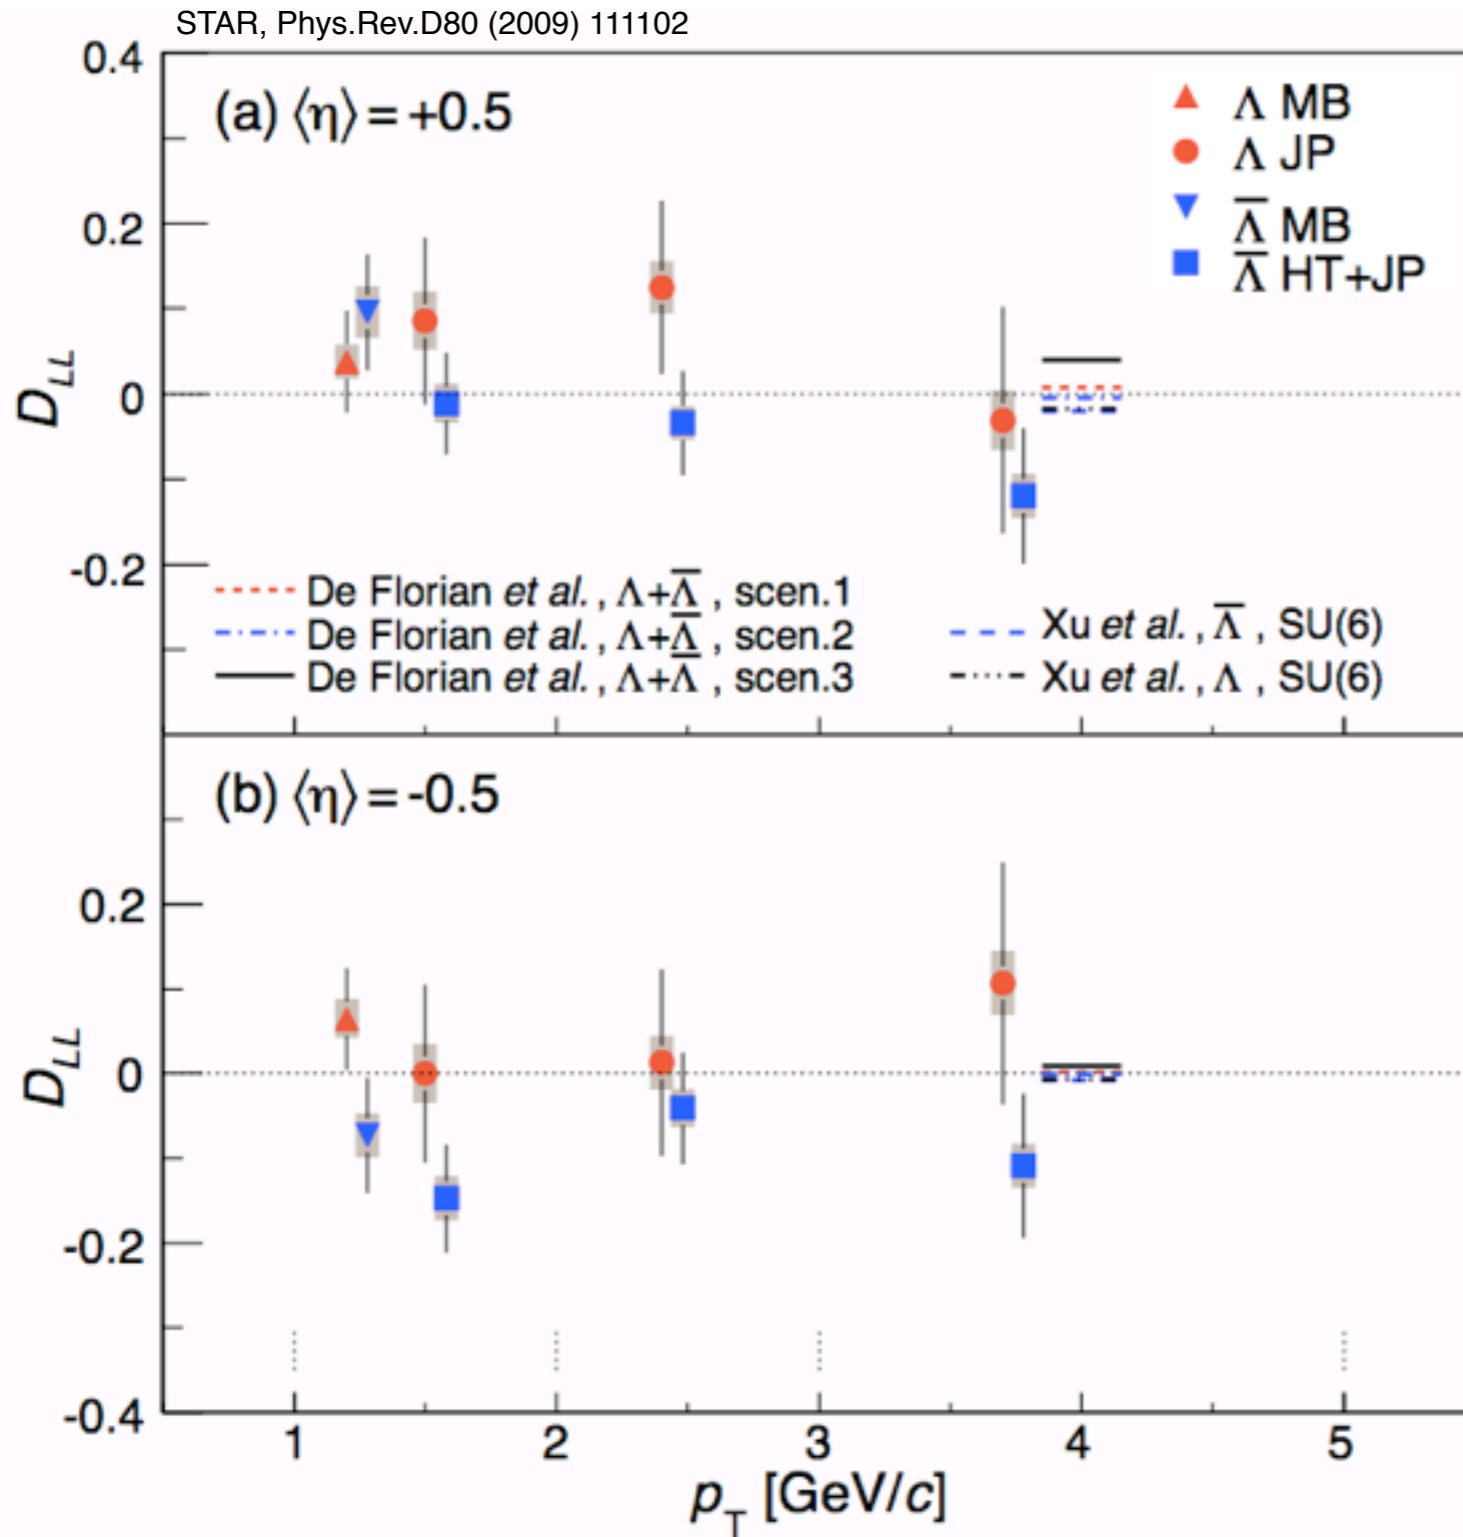 STAR, Phys.Rev.D80 (2009) 111102
0.4
(a) ⟨η⟩ = +0.5
Λ MB
Λ JP
Λ̅ MB
Λ̅ HT+JP
0.2
D_LL
0
-0.2
De Florian et al., Λ+Λ̅, scen.1
De Florian et al., Λ+Λ̅, scen.2
De Florian et al., Λ+Λ̅, scen.3
Xu et al., Λ̅, SU(6)
Xu et al., Λ, SU(6)
(b) ⟨η⟩ = -0.5
0.2
D_LL
0
-0.2
-0.4
1 2 3 4 5
p_T [GeV/c]